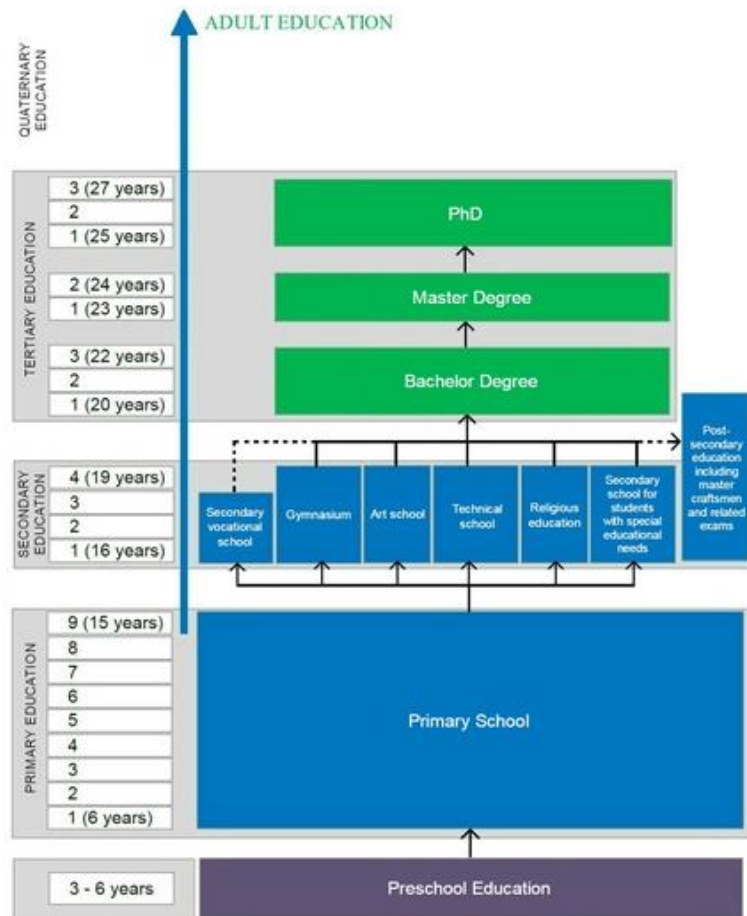 ADULT EDUCATION
QUATERNARY
EDUCATION
TERTIARY EDUCATION
3 (27 years)
2
1 (25 years)
PhD
2 (24 years)
1 (23 years)
Master Degree
3 (22 years)
2
1 (20 years)
Bachelor Degree
SECONDARY
EDUCATION
4 (19 years)
3
2
1 (16 years)
Secondary
vocational
school
Gymnasium
Art school
Technical
school
Religious
education
Secondary
school for
students
with special
educational
needs
Post-
secondary
education
including
master
craftsmen
and related
exams
PRIMARY EDUCATION
9 (15 years)
8
7
6
5
4
3
2
1 (6 years)
Primary School
3 - 6 years
Preschool Education